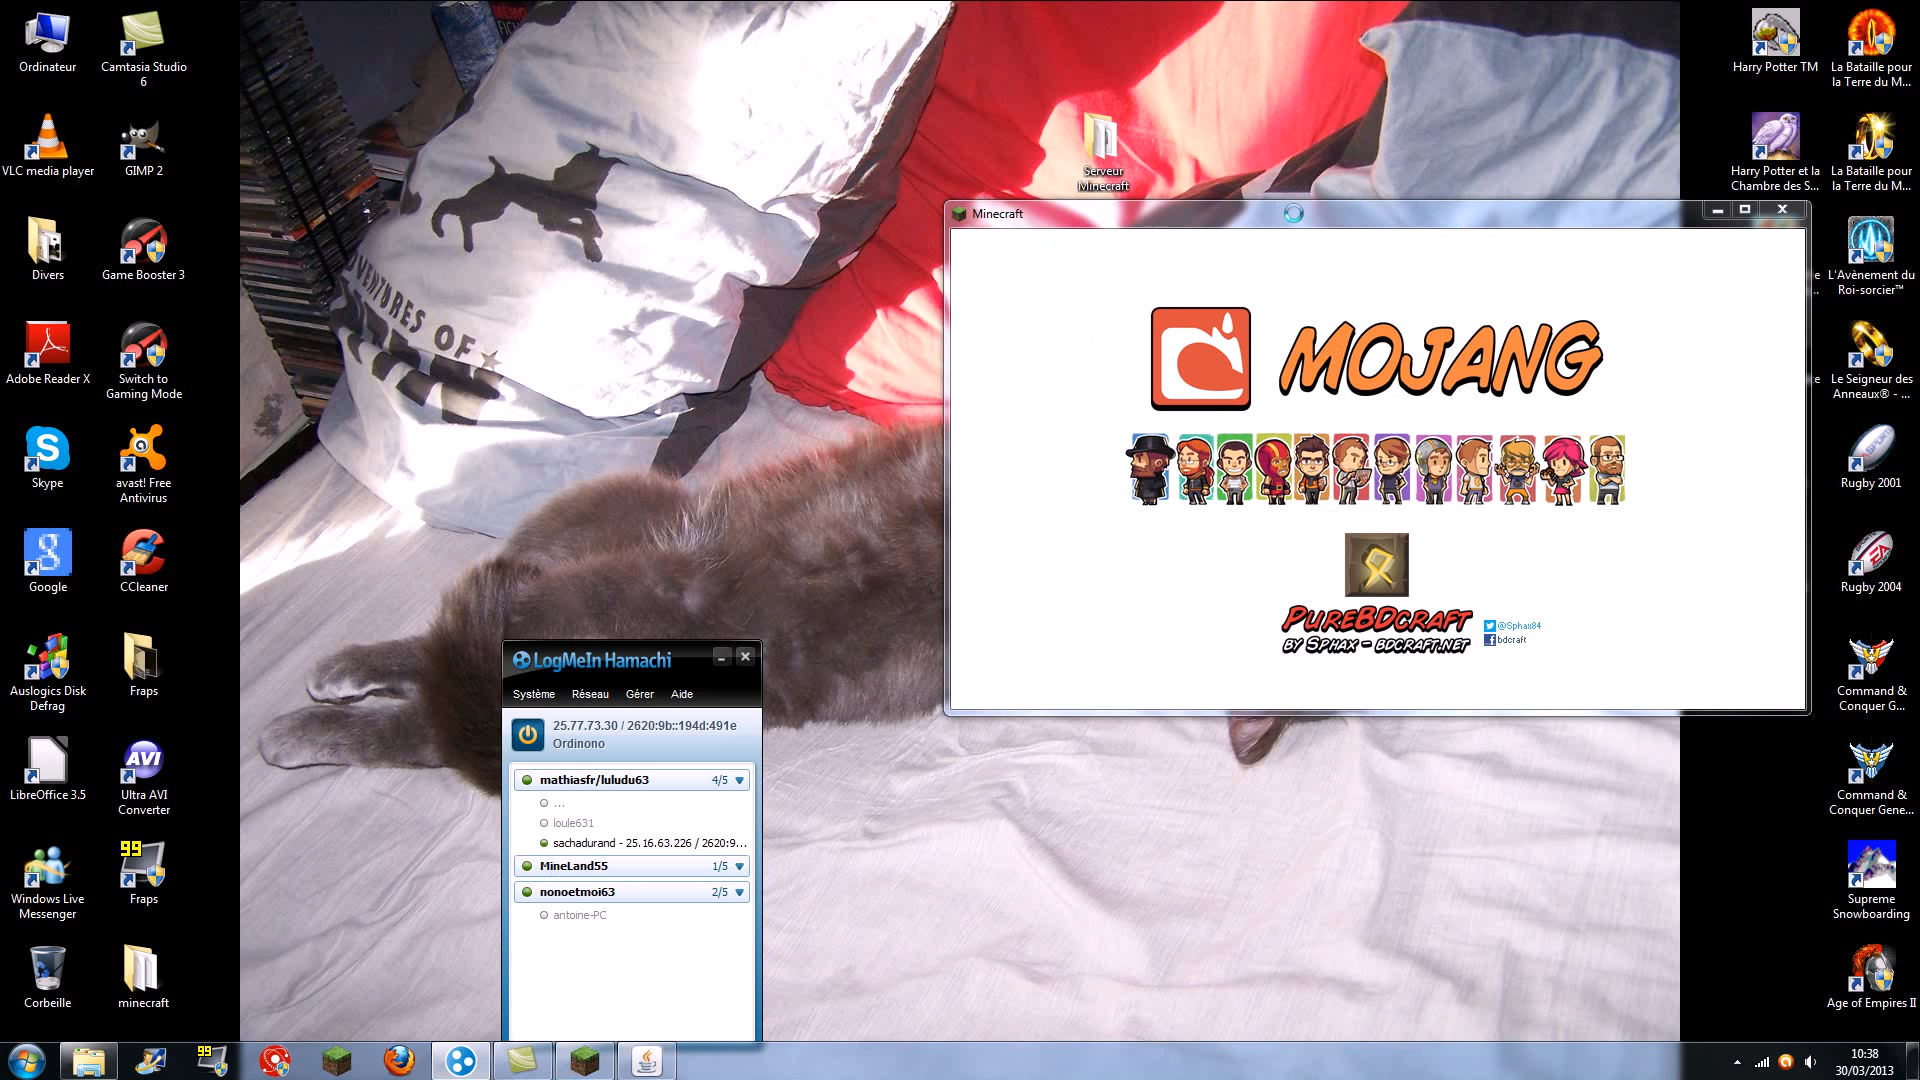 Ordinateur
Camtasia Studio
6
VLC media player
GIMP 2
Divers
Game Booster 3
Adobe Reader X
Switch to
Gaming Mode
Skype
avast! Free
Antivirus
Google
CCleaner
Auslogics Disk
Defrag
Fraps
LibreOffice 3.5
AVI
Ultra AVI
Converter
Windows Live
Messenger
99
Fraps
Corbeille
minecraft
MÉMO
FICH
DVENTURES OF
Serveur
Minecraft
Minecraft
MOJANG
PUREBDCRAFT
BY SPHAX - BDCRAFT.NET
@Sphax84
bdcraft
LogMeIn Hamachi
Système Réseau Gérer Aide
25.77.73.30 / 2620:9b::194d:491e
Ordinono
mathiasfr/luludu63 4/5
...
loule631
sachadurand - 25.16.63.226 / 2620:9...
MineLand55 1/5
nonoetmoi63 2/5
antoine-PC
Harry Potter TM
La Bataille pour
la Terre du M...
Harry Potter et la
Chambre des S...
La Bataille pour
la Terre du M...
L'Avènement du
Roi-sorcier™
Le Seigneur des
Anneaux® - ...
Rugby 2001
Rugby 2004
Command &
Conquer G...
Command &
Conquer Gene...
Supreme
Snowboarding
Age of Empires II
99
10:38
30/03/2013